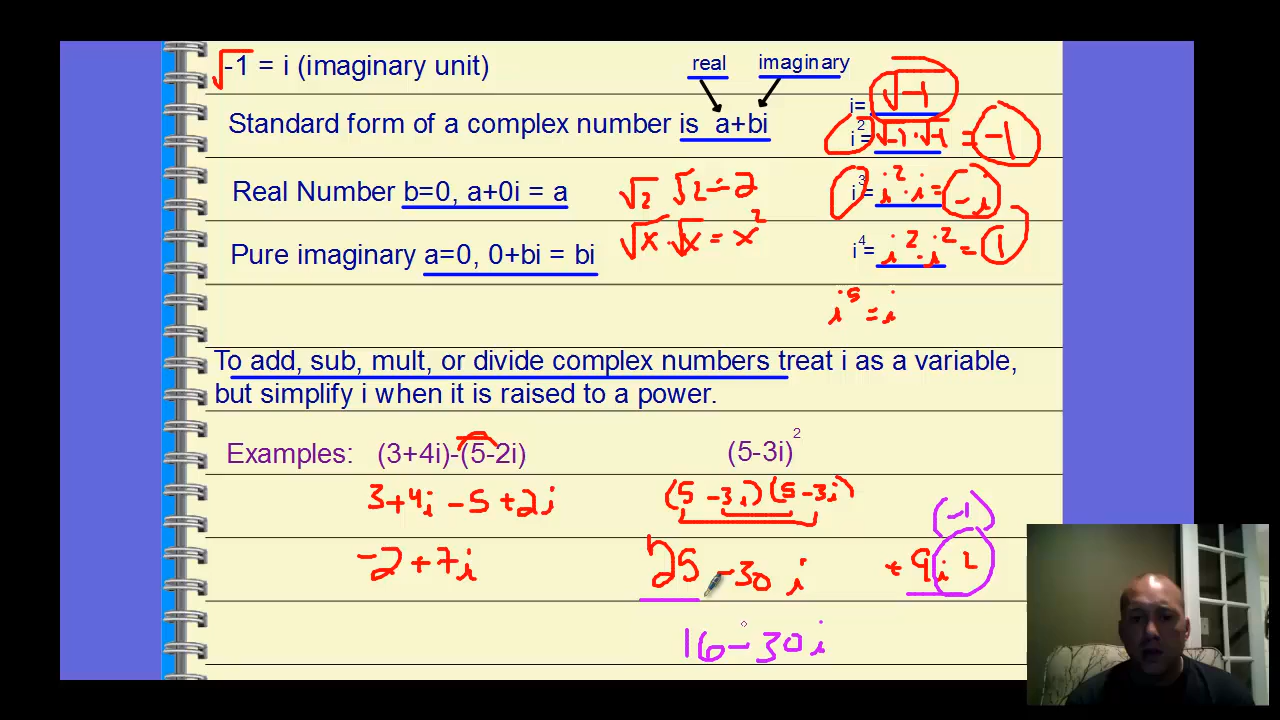 √-1 = i (imaginary unit)
real imaginary
i= √-1
Standard form of a complex number is a+bi
i²= √-1 · √-1 = -1
Real Number b=0, a+0i = a
√2 √2 = 2
i³= i² · i = -i
√x · √x = x²
Pure imaginary a=0, 0+bi = bi
i⁴= i² · i² = 1
i⁵ = i
To add, sub, mult, or divide complex numbers treat i as a variable,
but simplify i when it is raised to a power.
Examples: (3+4i)-(5-2i) (5-3i)²
3+4i -5 +2i (5 -3i)(5 -3i)
(-1)
-2 +7i 25 -30 i + 9i²
16-30i